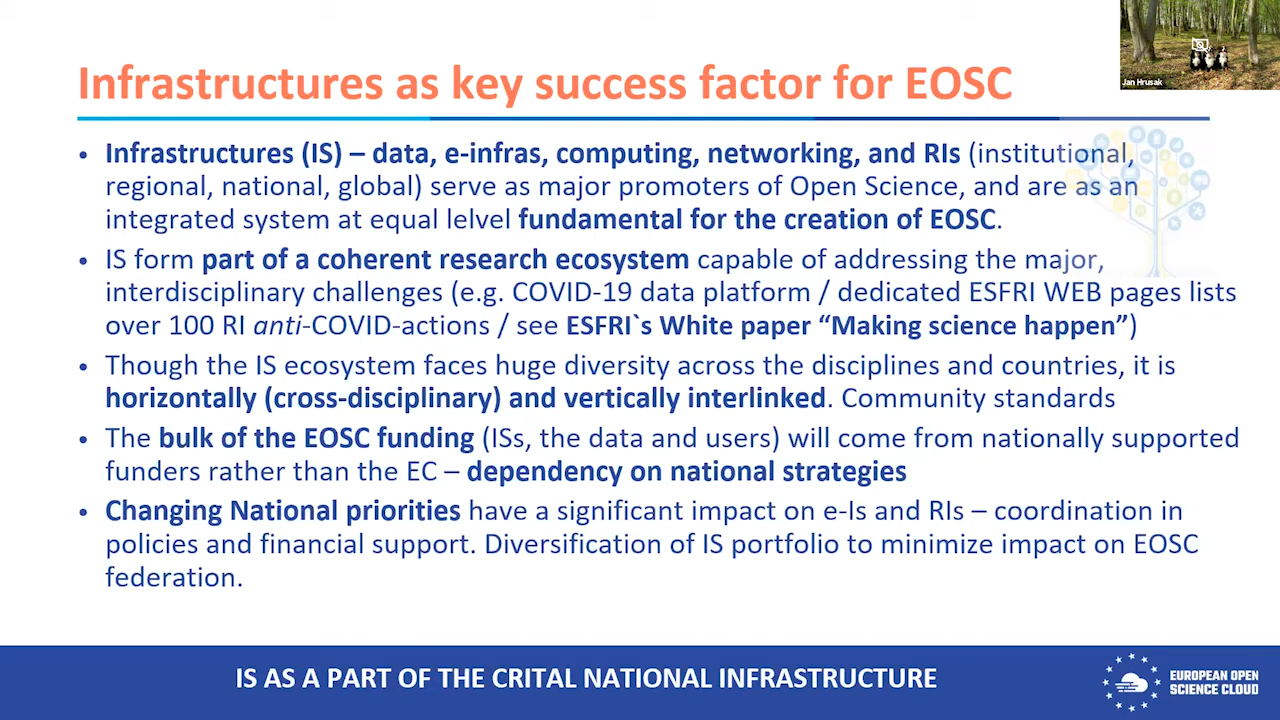 Infrastructures as key success factor for EOSC
Jan Hrusak
• Infrastructures (IS) – data, e-infras, computing, networking, and RIs (institutional,
regional, national, global) serve as major promoters of Open Science, and are as an
integrated system at equal lelvel fundamental for the creation of EOSC.
• IS form part of a coherent research ecosystem capable of addressing the major,
interdisciplinary challenges (e.g. COVID-19 data platform / dedicated ESFRI WEB pages lists
over 100 RI anti-COVID-actions / see ESFRI`s White paper “Making science happen”)
• Though the IS ecosystem faces huge diversity across the disciplines and countries, it is
horizontally (cross-disciplinary) and vertically interlinked. Community standards
• The bulk of the EOSC funding (ISs, the data and users) will come from nationally supported
funders rather than the EC – dependency on national strategies
• Changing National priorities have a significant impact on e-Is and RIs – coordination in
policies and financial support. Diversification of IS portfolio to minimize impact on EOSC
federation.
IS AS A PART OF THE CRITAL NATIONAL INFRASTRUCTURE
EUROPEAN OPEN
SCIENCE CLOUD